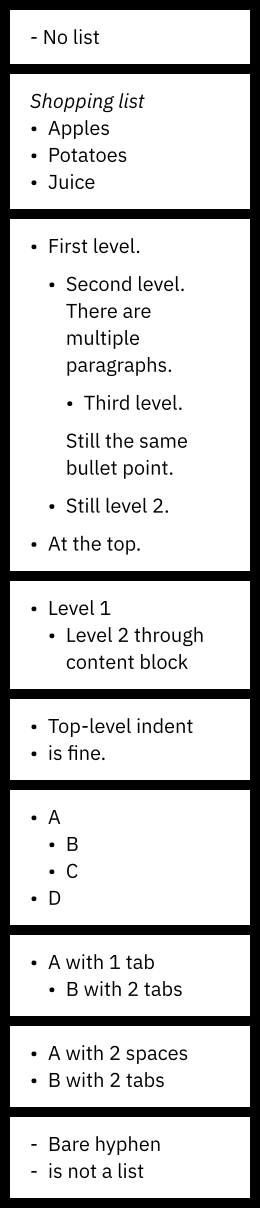 - No list
Shopping list
• Apples
• Potatoes
• Juice
• First level.
• Second level.
There are
multiple
paragraphs.
• Third level.
Still the same
bullet point.
• Still level 2.
• At the top.
• Level 1
• Level 2 through
content block
• Top-level indent
• is fine.
• A
• B
• C
• D
• A with 1 tab
• B with 2 tabs
• A with 2 spaces
• B with 2 tabs
- Bare hyphen
- is not a list